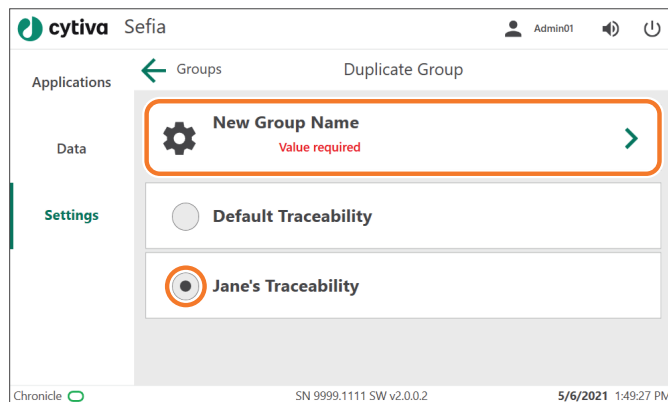 cytiva Sefia Admin01
Applications
Data
Settings
Groups Duplicate Group
New Group Name
Value required
Default Traceability
Jane's Traceability
Chronicle SN 9999.1111 SW v2.0.0.2 5/6/2021 1:49:27 PM